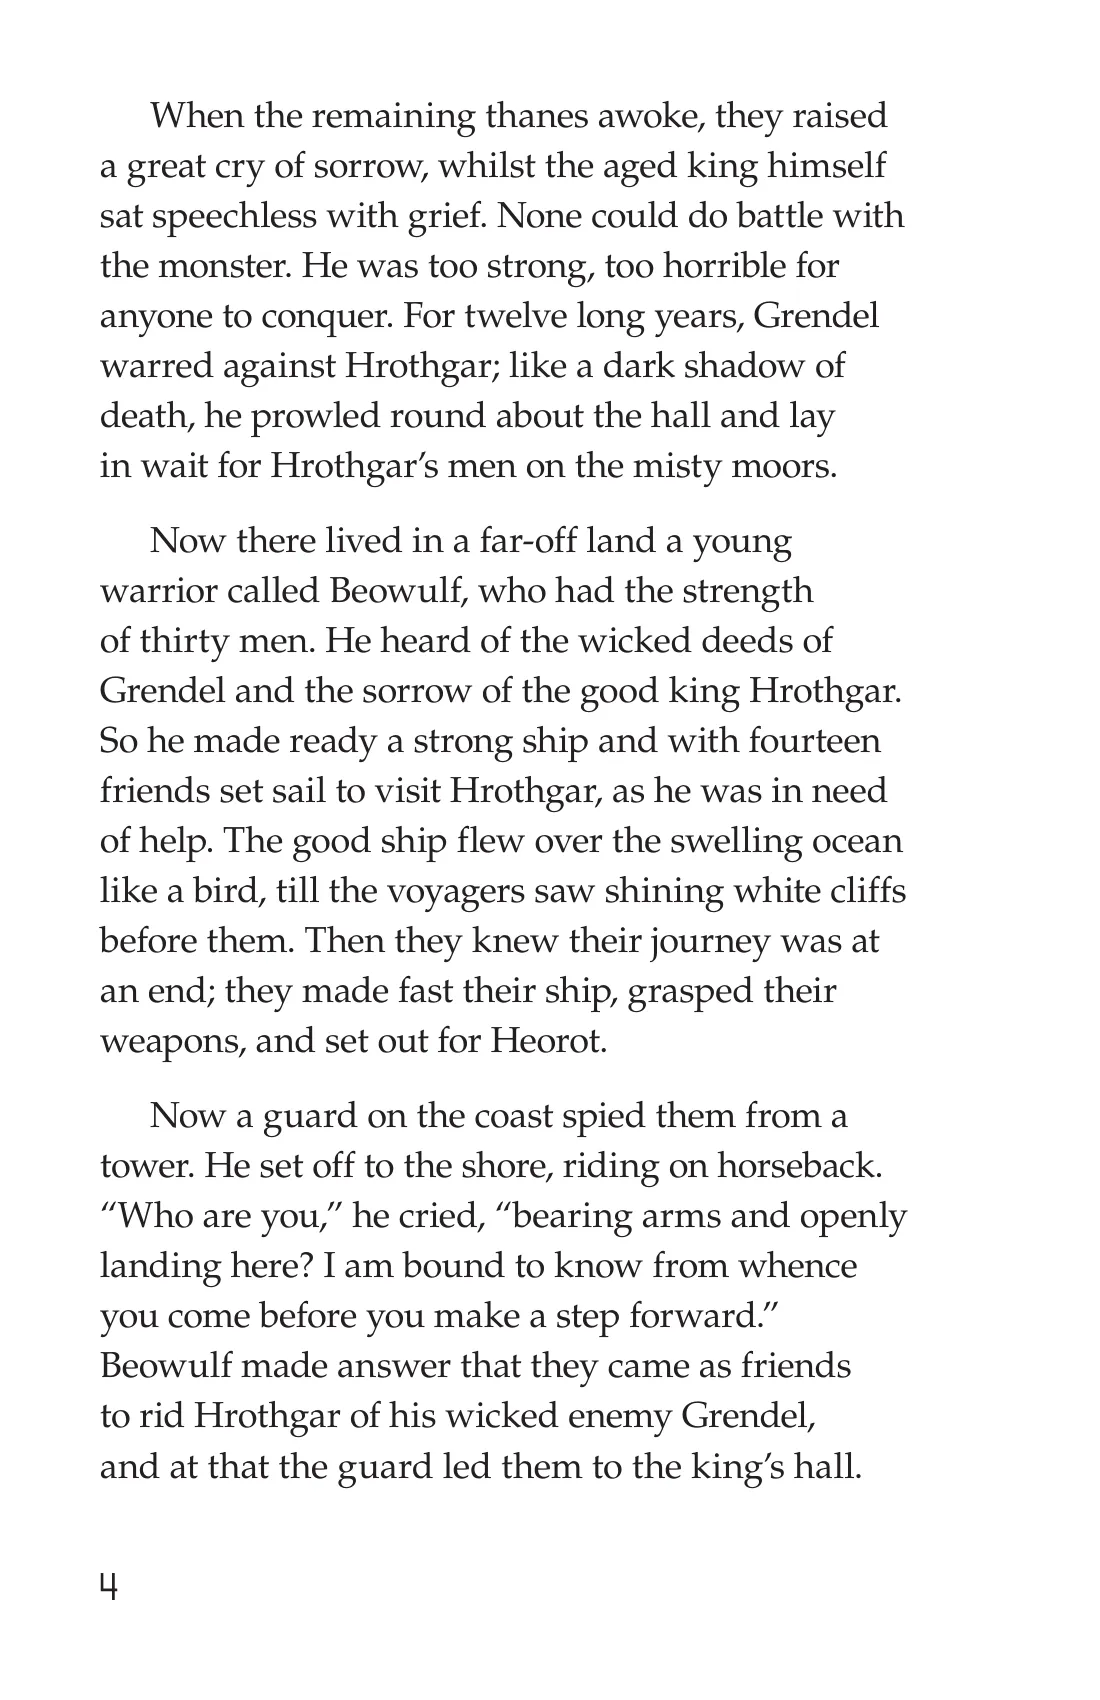 When the remaining thanes awoke, they raised
a great cry of sorrow, whilst the aged king himself
sat speechless with grief. None could do battle with
the monster. He was too strong, too horrible for
anyone to conquer. For twelve long years, Grendel
warred against Hrothgar; like a dark shadow of
death, he prowled round about the hall and lay
in wait for Hrothgar’s men on the misty moors.
Now there lived in a far-off land a young
warrior called Beowulf, who had the strength
of thirty men. He heard of the wicked deeds of
Grendel and the sorrow of the good king Hrothgar.
So he made ready a strong ship and with fourteen
friends set sail to visit Hrothgar, as he was in need
of help. The good ship flew over the swelling ocean
like a bird, till the voyagers saw shining white cliffs
before them. Then they knew their journey was at
an end; they made fast their ship, grasped their
weapons, and set out for Heorot.
Now a guard on the coast spied them from a
tower. He set off to the shore, riding on horseback.
“Who are you,” he cried, “bearing arms and openly
landing here? I am bound to know from whence
you come before you make a step forward.”
Beowulf made answer that they came as friends
to rid Hrothgar of his wicked enemy Grendel,
and at that the guard led them to the king’s hall.
4